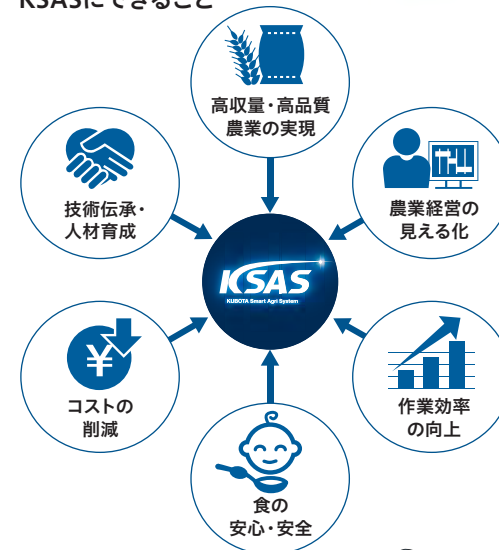 KSASにできること
高収量・高品質
農業の実現
技術伝承・
人材育成
農業経営の
見える化
KSAS
KUBOTA Smart Agri System
¥
コストの
削減
作業効率
の向上
食の
安心・安全